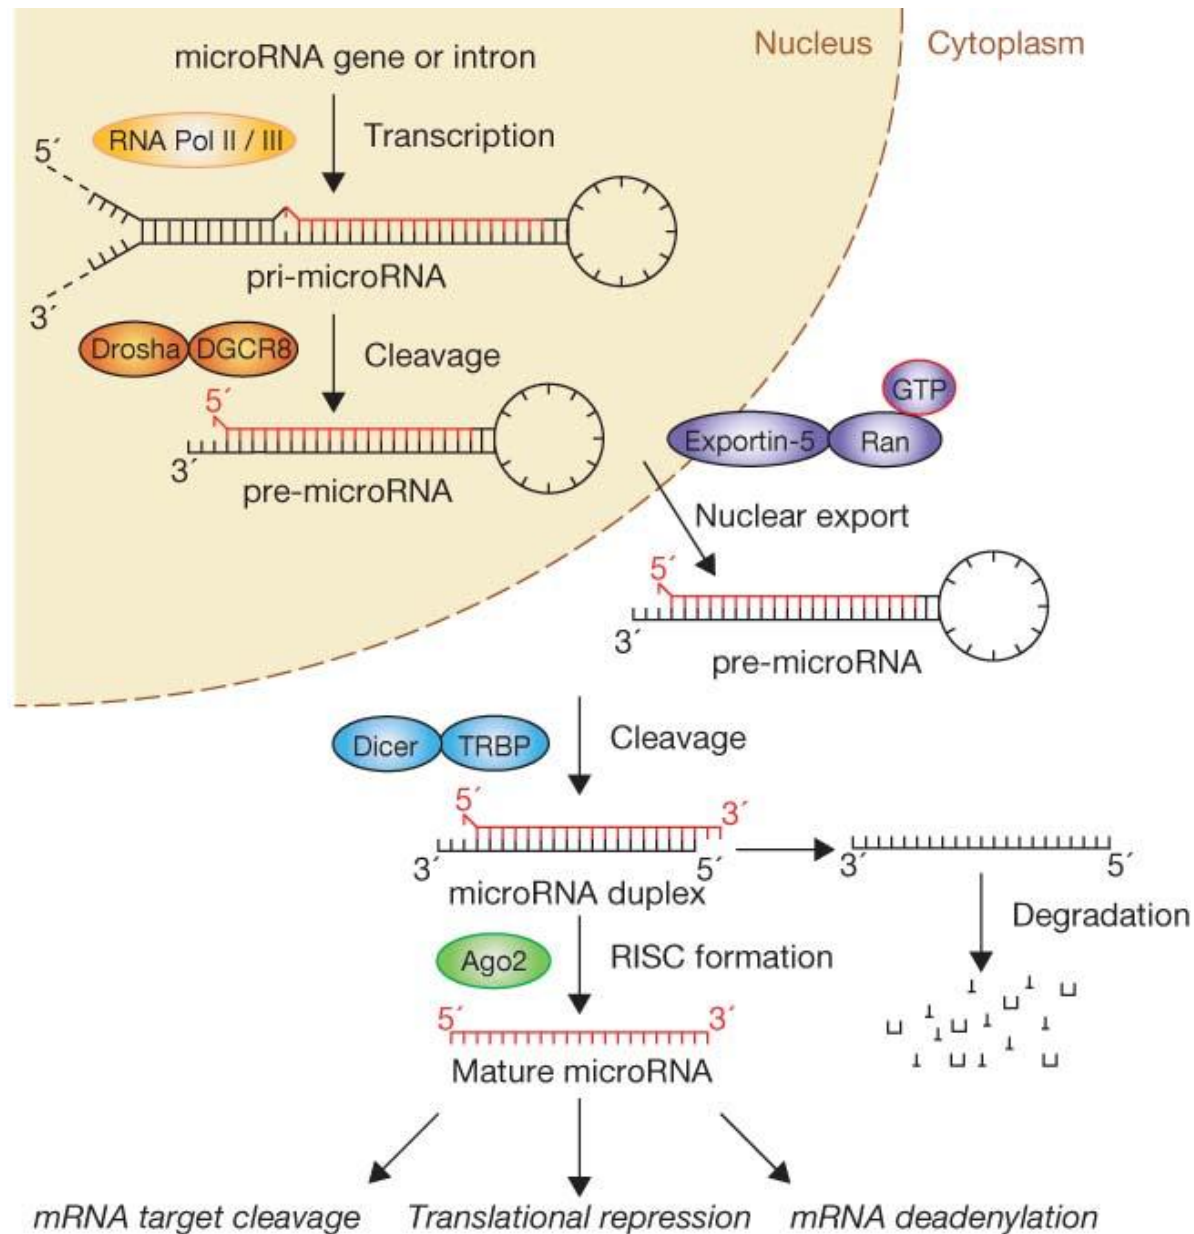 Nucleus
Cytoplasm
microRNA gene or intron
RNA Pol II / III
Transcription
5´
3´
pri-microRNA
Drosha
DGCR8
Cleavage
5´
3´
pre-microRNA
GTP
Exportin-5
Ran
Nuclear export
5´
3´
pre-microRNA
Dicer
TRBP
Cleavage
5´
3´
3´
5´
microRNA duplex
3´
5´
Degradation
Ago2
RISC formation
5´
3´
Mature microRNA
mRNA target cleavage
Translational repression
mRNA deadenylation